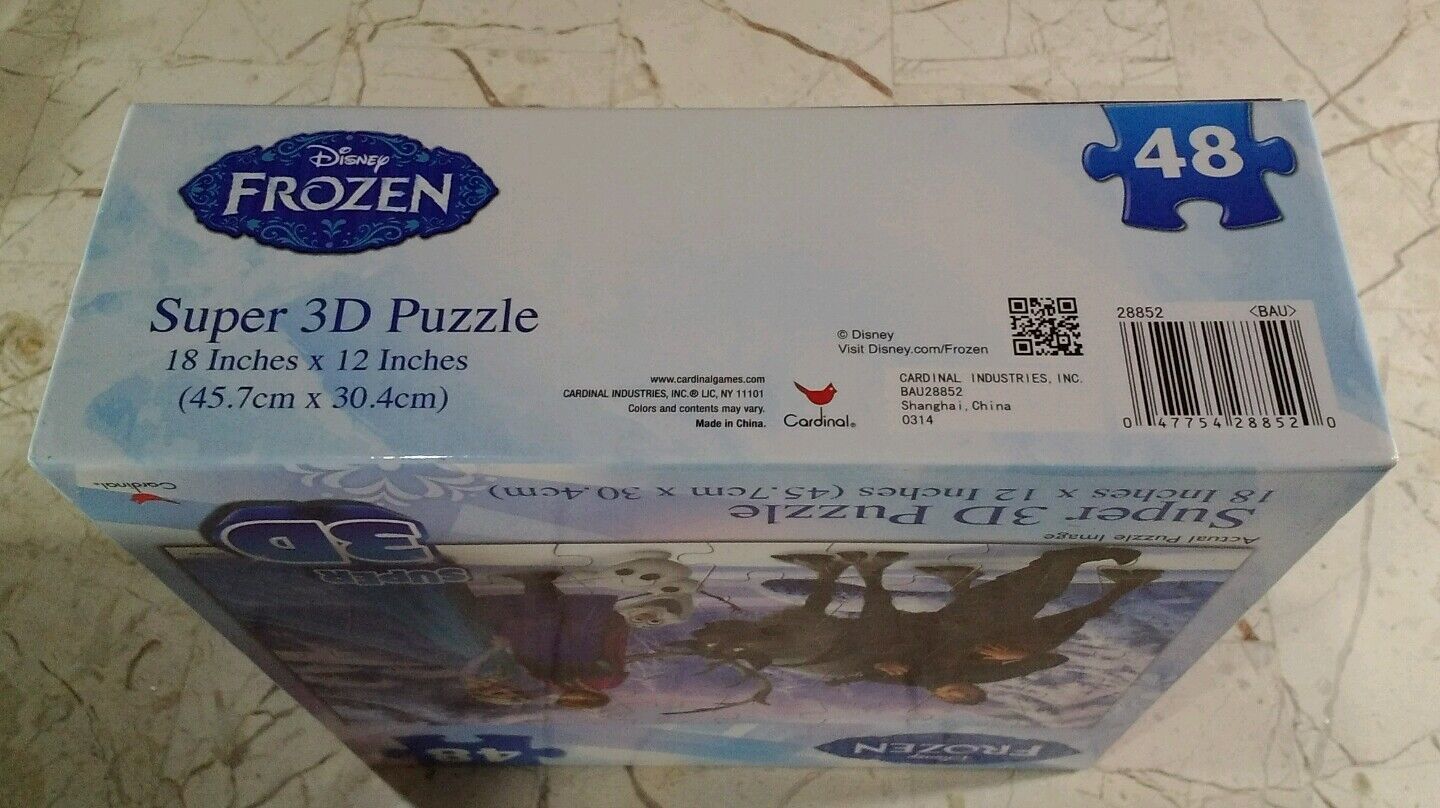 Disney
FROZEN
48
Super 3D Puzzle
18 Inches x 12 Inches
(45.7cm x 30.4cm)
www.cardinalgames.com
CARDINAL INDUSTRIES, INC.® LIC, NY 11101
Colors and contents may vary.
Made in China.
Cardinal®
© Disney
Visit Disney.com/Frozen
CARDINAL INDUSTRIES, INC.
BAU28852
Shanghai, China
0314
28852 <BAU>
0 47754 28852 0
Cardinal®
18 Inches x 12 Inches (45.7cm x 30.4cm)
Super 3D Puzzle
Actual Puzzle Image
SUPER
3D
48
Disney
FROZEN